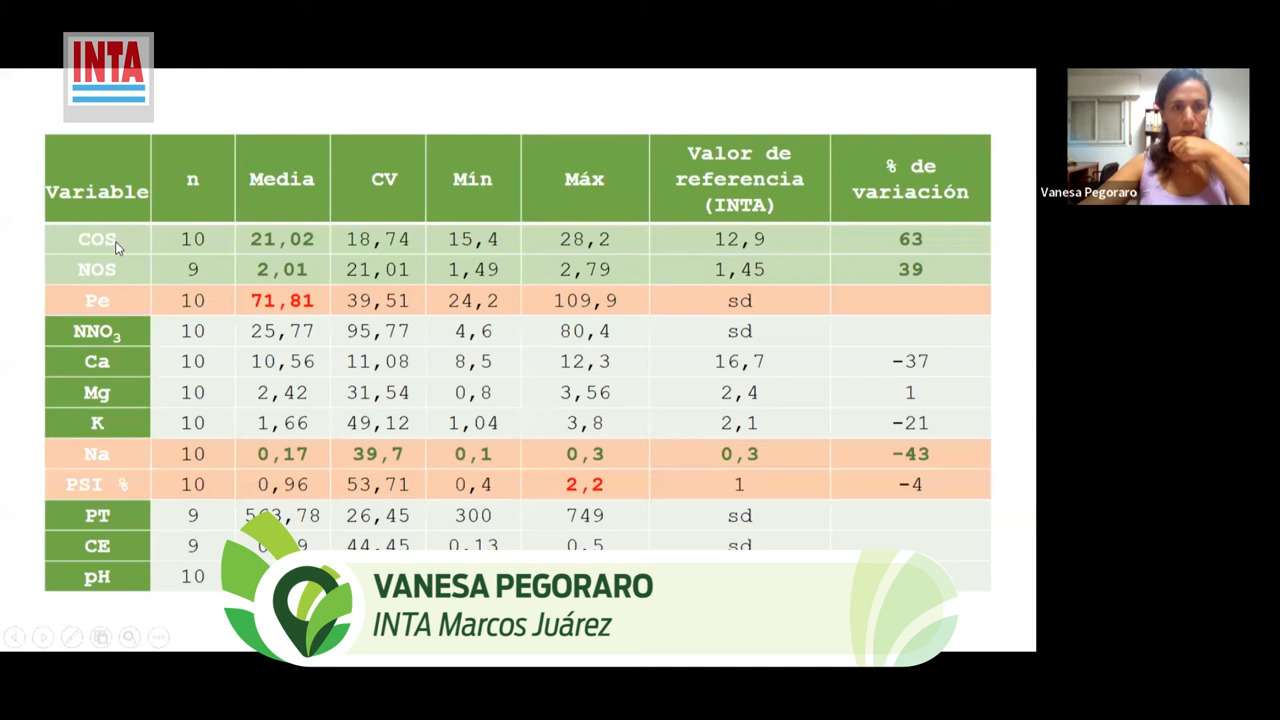 INTA
Variable n Media CV Mín Máx Valor de referencia (INTA) % de variación
COS 10 21,02 18,74 15,4 28,2 12,9 63
NOS 9 2,01 21,01 1,49 2,79 1,45 39
Pe 10 71,81 39,51 24,2 109,9 sd
NNO3 10 25,77 95,77 4,6 80,4 sd
Ca 10 10,56 11,08 8,5 12,3 16,7 -37
Mg 10 2,42 31,54 0,8 3,56 2,4 1
K 10 1,66 49,12 1,04 3,8 2,1 -21
Na 10 0,17 39,7 0,1 0,3 0,3 -43
PSI % 10 0,96 53,71 0,4 2,2 1 -4
PT 9 563,78 26,45 300 749 sd
CE 9 44,45 0,13 0,5 sd
pH 10
VANESA PEGORARO
INTA Marcos Juárez
Vanesa Pegoraro